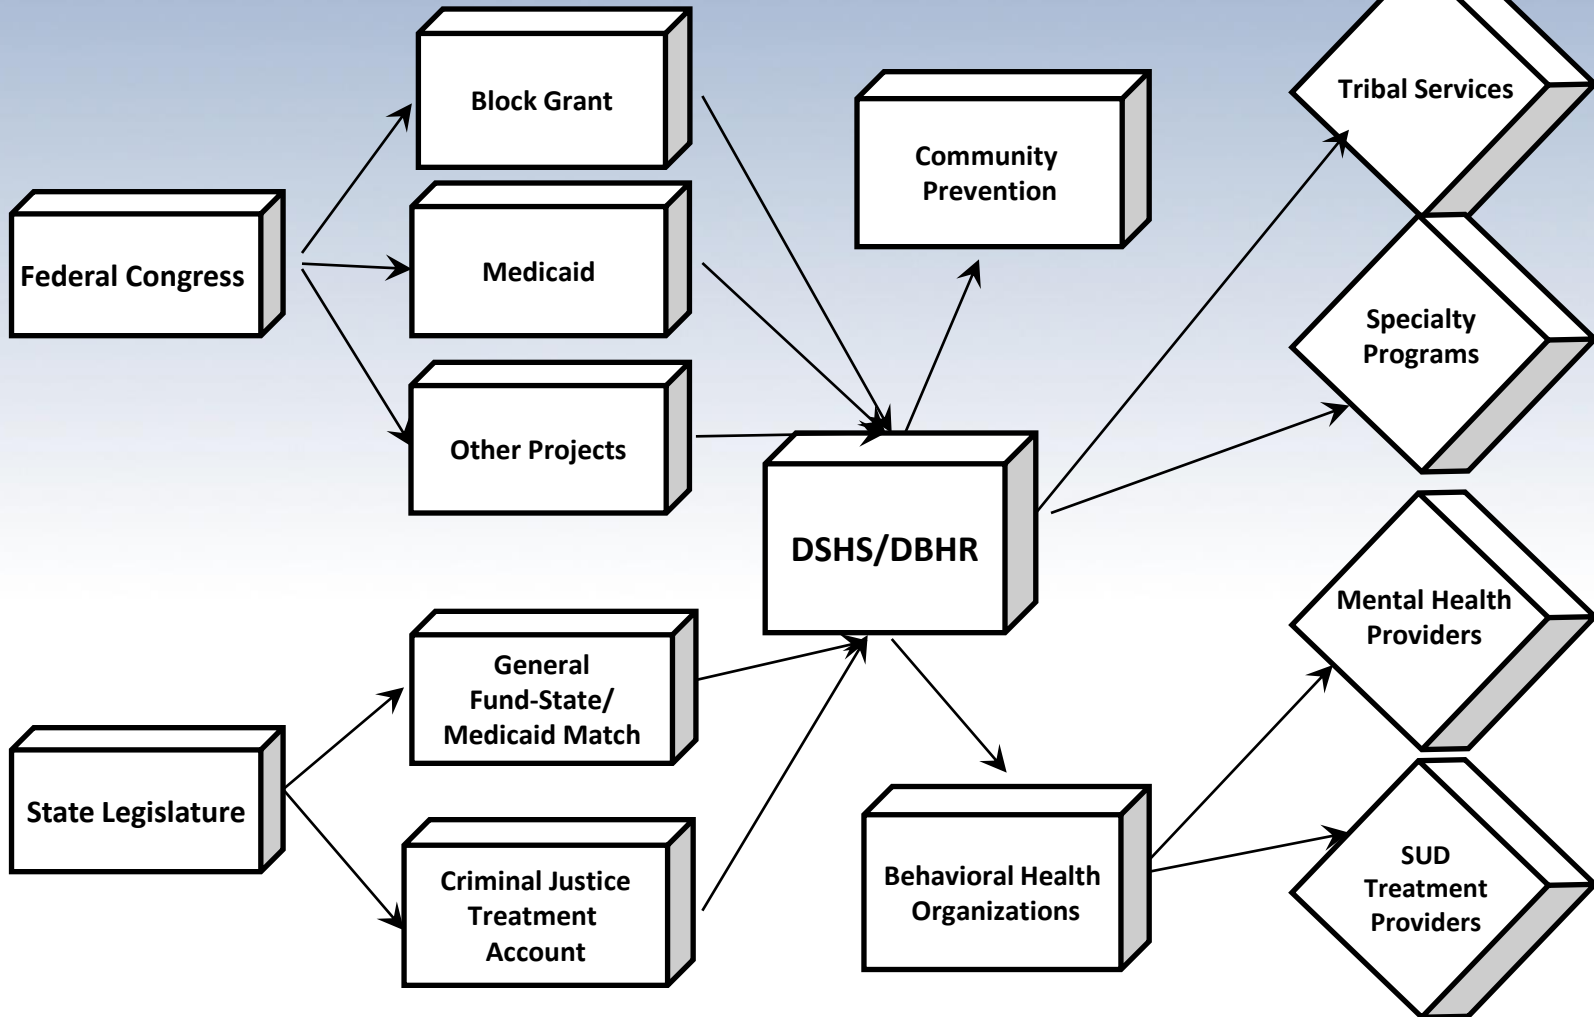 Block Grant
Tribal Services
Community
Prevention
Federal Congress
Medicaid
Specialty
Programs
Other Projects
DSHS/DBHR
Mental Health
Providers
General
Fund-State/
Medicaid Match
State Legislature
Criminal Justice
Treatment
Account
Behavioral Health
Organizations
SUD
Treatment
Providers